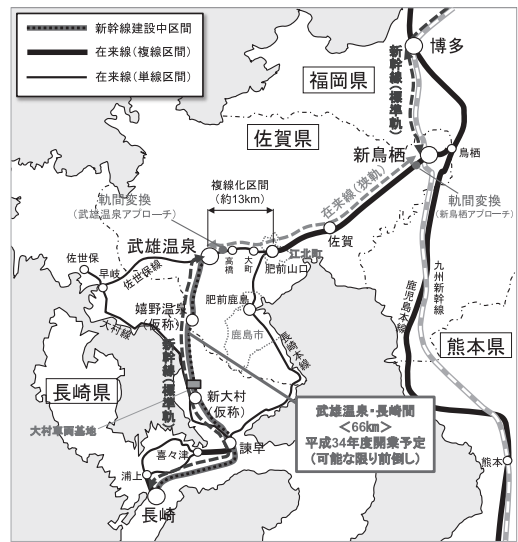 新幹線建設中区間
在来線(複線区間)
在来線(単線区間)
博多
新幹線(標準軌)
福岡県
佐賀県
新鳥栖
鳥栖
複線化区間
(約13km)
在来線(狭軌)
軌間変換
(武雄温泉アプローチ)
軌間変換
(新鳥栖アプローチ)
武雄温泉
佐賀
江北町
高橋
大町
肥前山口
佐世保
早岐
佐世保線
九州新幹線
鹿児島本線
嬉野温泉
(仮称)
肥前鹿島
鹿島市
大村線
長崎本線
新幹線(標準軌)
熊本県
長崎県
新大村
(仮称)
武雄温泉・長崎間
<66km>
平成34年度開業予定
(可能な限り前倒し)
大村車両基地
諫早
喜々津
浦上
長崎
熊本